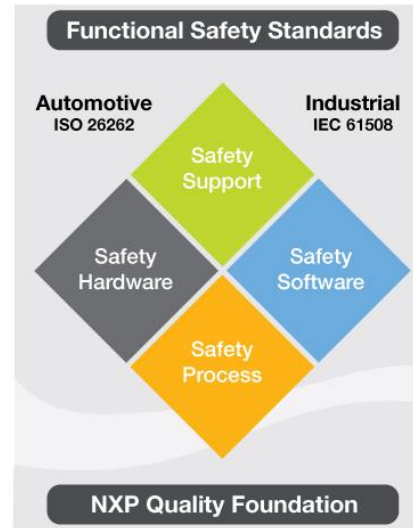 Functional Safety Standards
Automotive
ISO 26262
Industrial
IEC 61508
Safety
Support
Safety
Hardware
Safety
Software
Safety
Process
NXP Quality Foundation